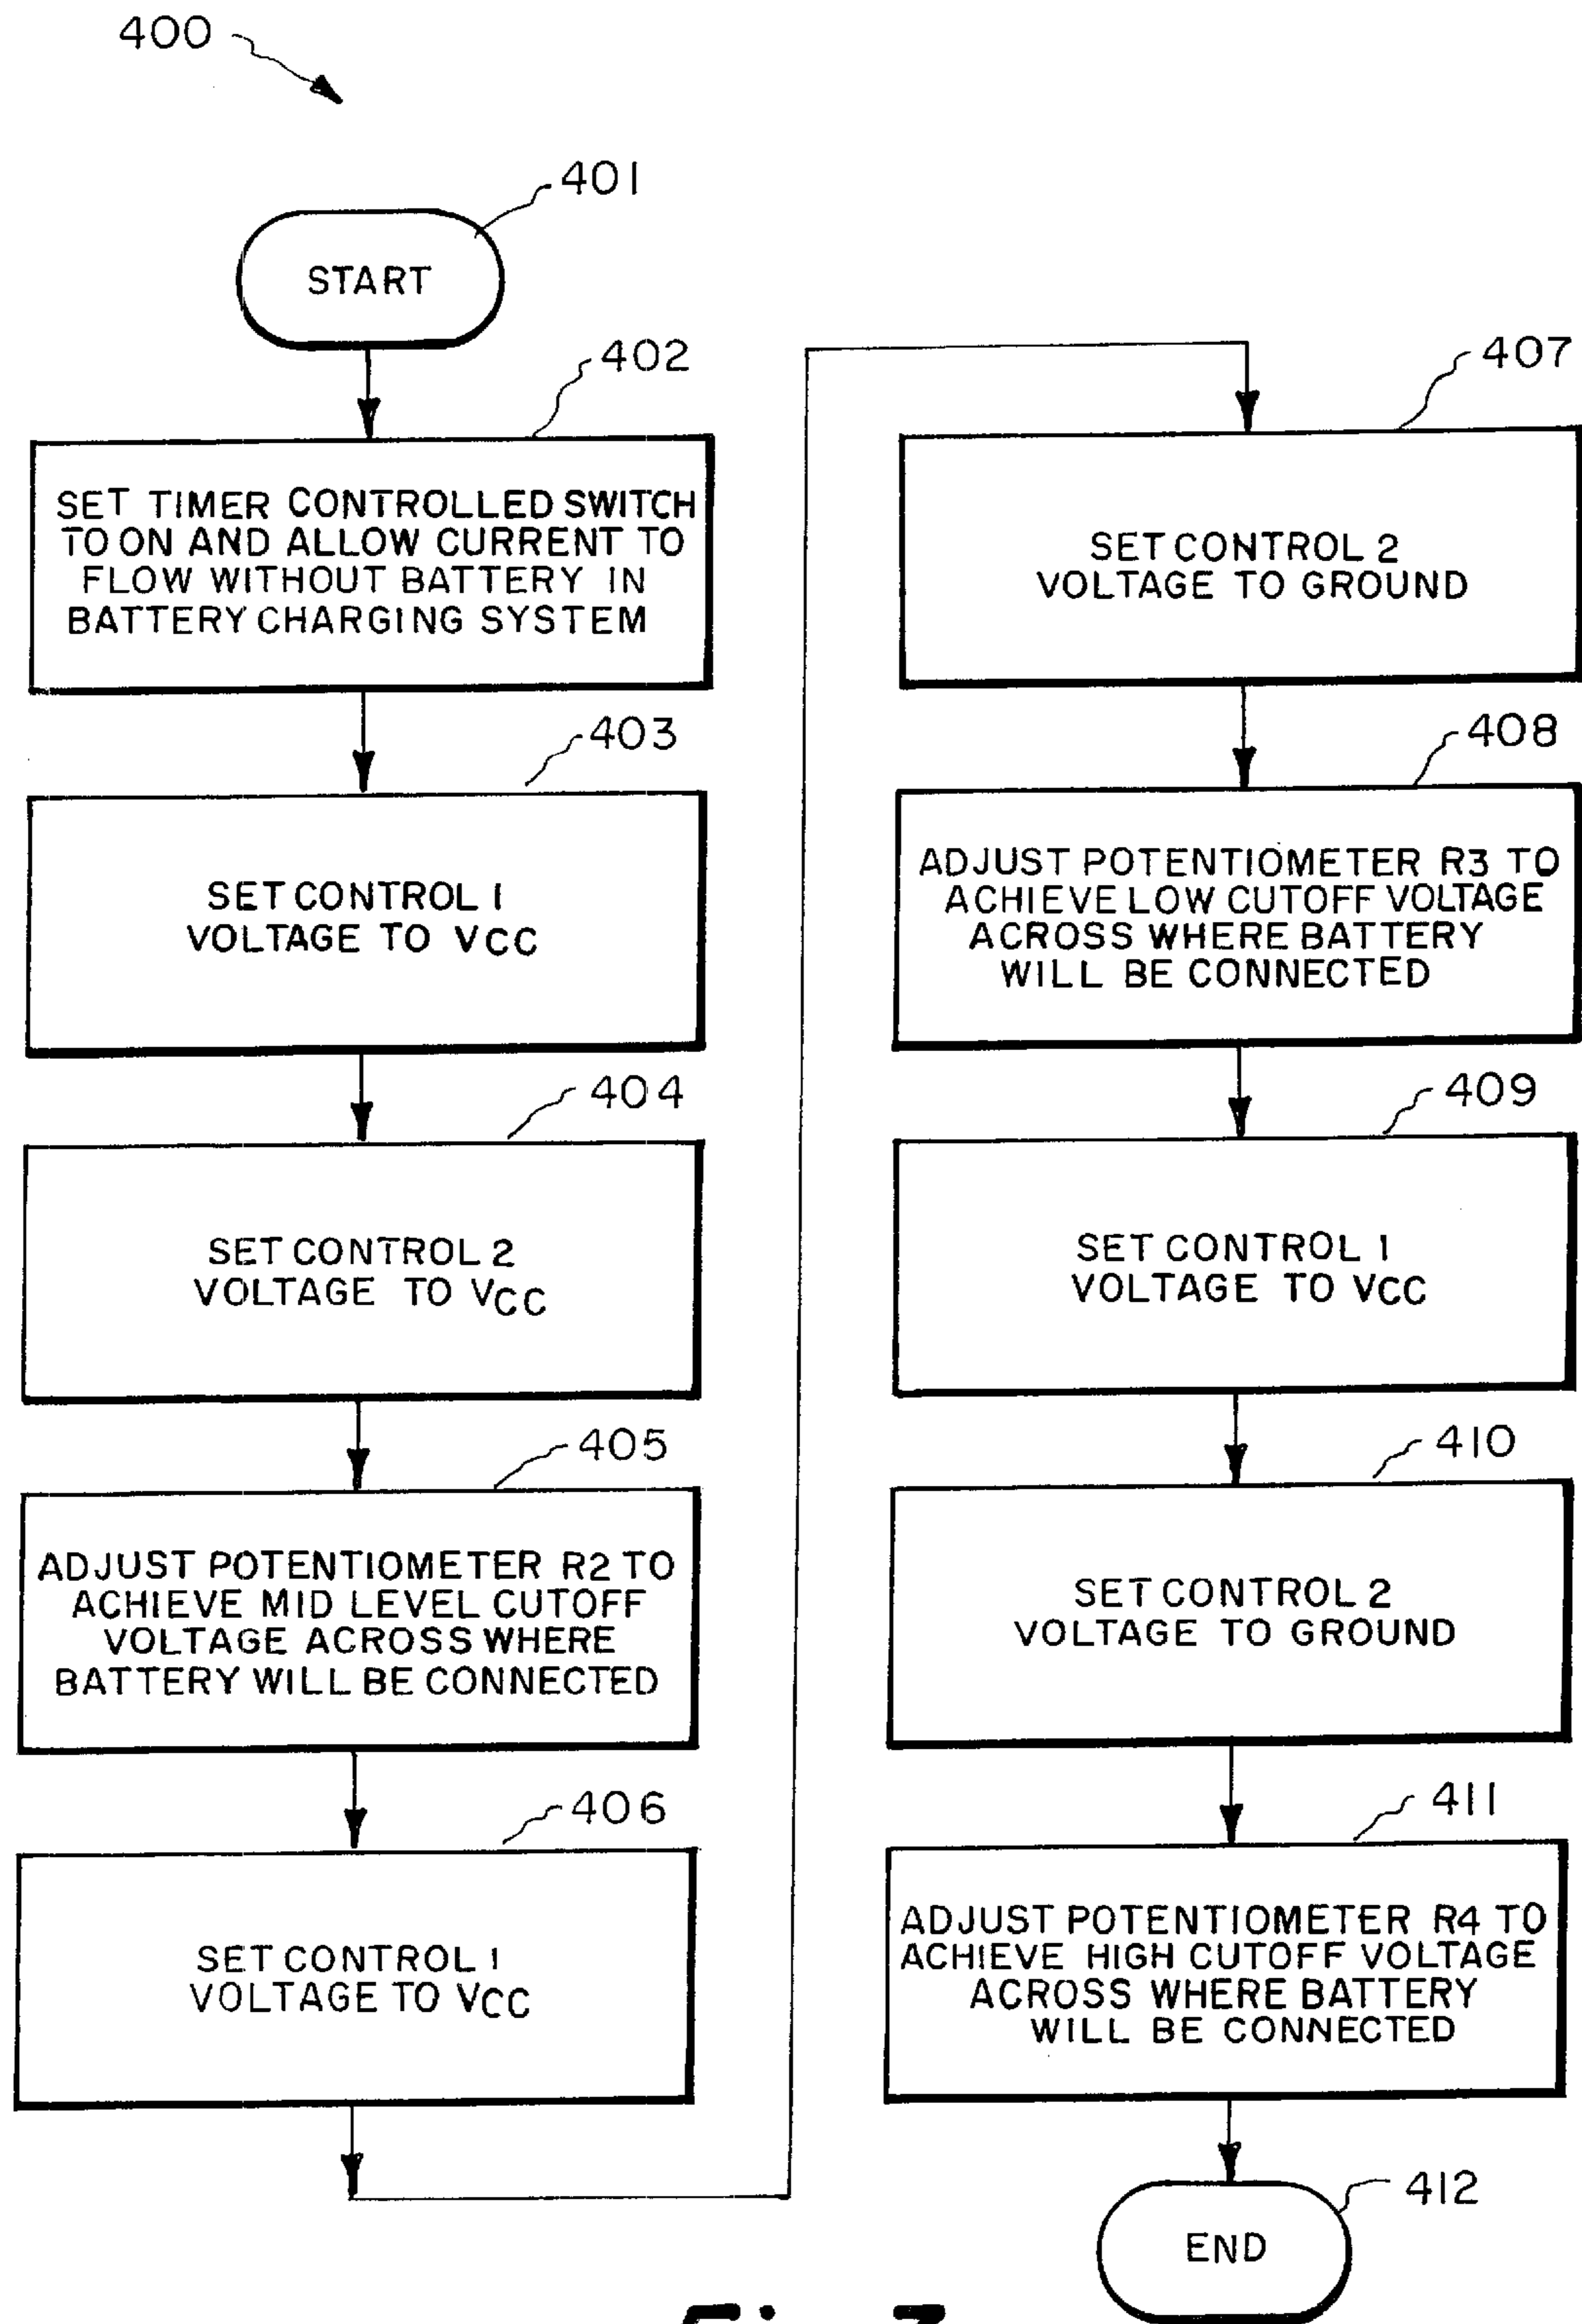 400
401
START
402
SET TIMER CONTROLLED SWITCH
TO ON AND ALLOW CURRENT TO
FLOW WITHOUT BATTERY IN
BATTERY CHARGING SYSTEM
403
SET CONTROL 1
VOLTAGE TO VCC
404
SET CONTROL 2
VOLTAGE TO VCC
405
ADJUST POTENTIOMETER R2 TO
ACHIEVE MID LEVEL CUTOFF
VOLTAGE ACROSS WHERE
BATTERY WILL BE CONNECTED
406
SET CONTROL 1
VOLTAGE TO VCC
407
SET CONTROL 2
VOLTAGE TO GROUND
408
ADJUST POTENTIOMETER R3 TO
ACHIEVE LOW CUTOFF VOLTAGE
ACROSS WHERE BATTERY
WILL BE CONNECTED
409
SET CONTROL 1
VOLTAGE TO VCC
410
SET CONTROL 2
VOLTAGE TO GROUND
411
ADJUST POTENTIOMETER R4 TO
ACHIEVE HIGH CUTOFF VOLTAGE
ACROSS WHERE BATTERY
WILL BE CONNECTED
412
END